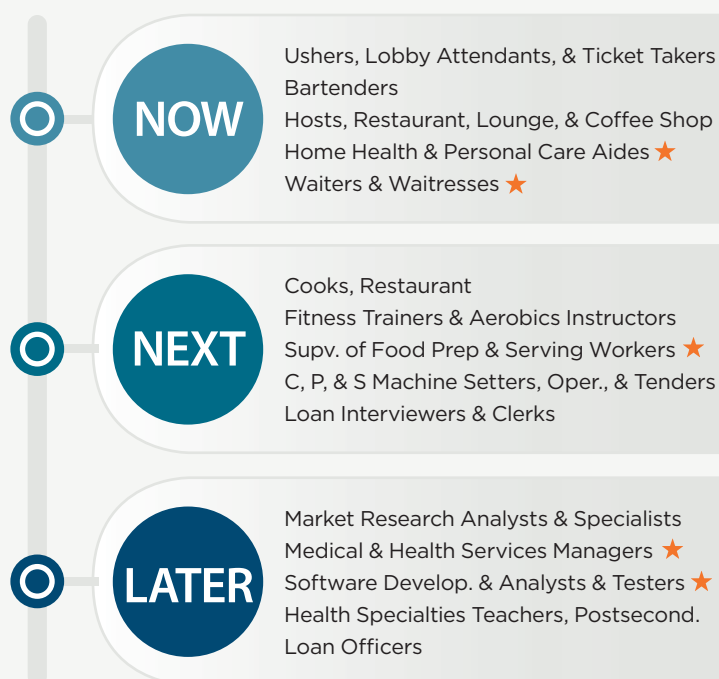 NOW
Ushers, Lobby Attendants, & Ticket Takers
Bartenders
Hosts, Restaurant, Lounge, & Coffee Shop
Home Health & Personal Care Aides ★
Waiters & Waitresses ★
NEXT
Cooks, Restaurant
Fitness Trainers & Aerobics Instructors
Supv. of Food Prep & Serving Workers ★
C, P, & S Machine Setters, Oper., & Tenders
Loan Interviewers & Clerks
LATER
Market Research Analysts & Specialists
Medical & Health Services Managers ★
Software Develop. & Analysts & Testers ★
Health Specialties Teachers, Postsecond.
Loan Officers